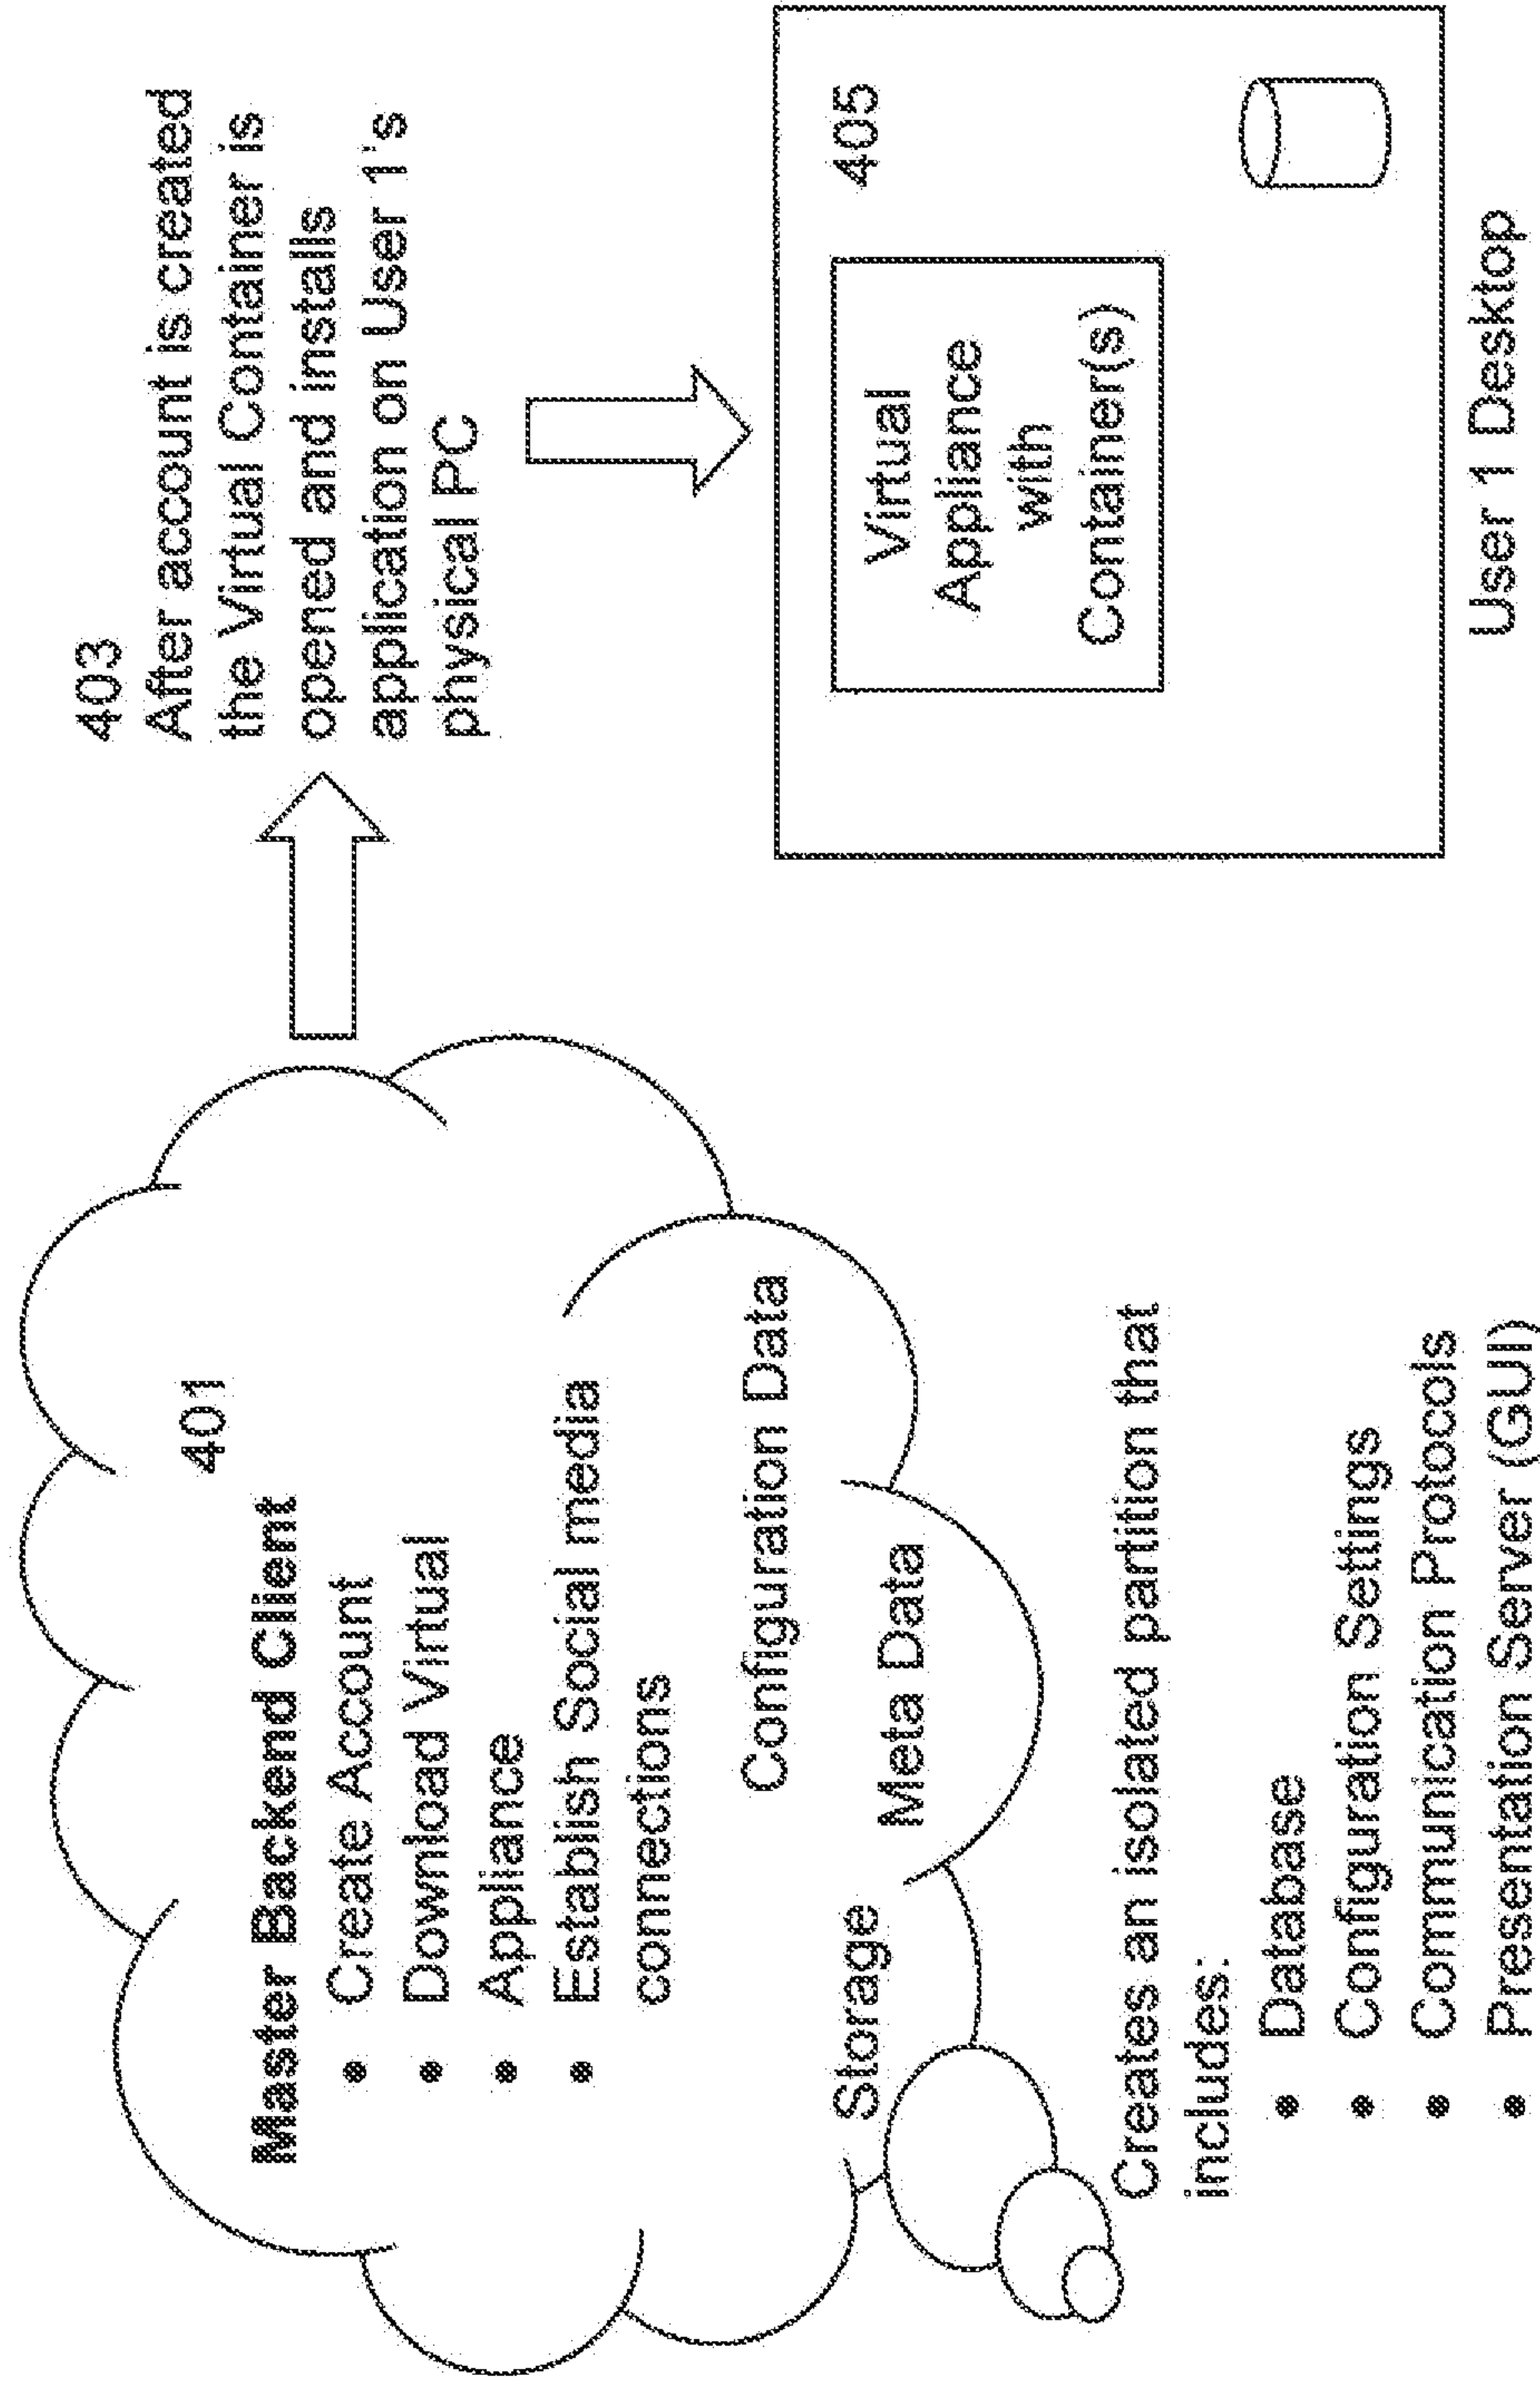 401
Master Backend Client
• Create Account
• Download Virtual
• Appliance
• Establish Social media
connections
Configuration Data
Storage
Meta Data
Creates an isolated partition that
includes:
• Database
• Configuration Settings
• Communication Protocols
• Presentation Server (GUI)
403
After account is created
the Virtual Container is
opened and installs
application on User 1's
physical PC
405
Virtual
Appliance
with
Container(s)
User 1 Desktop